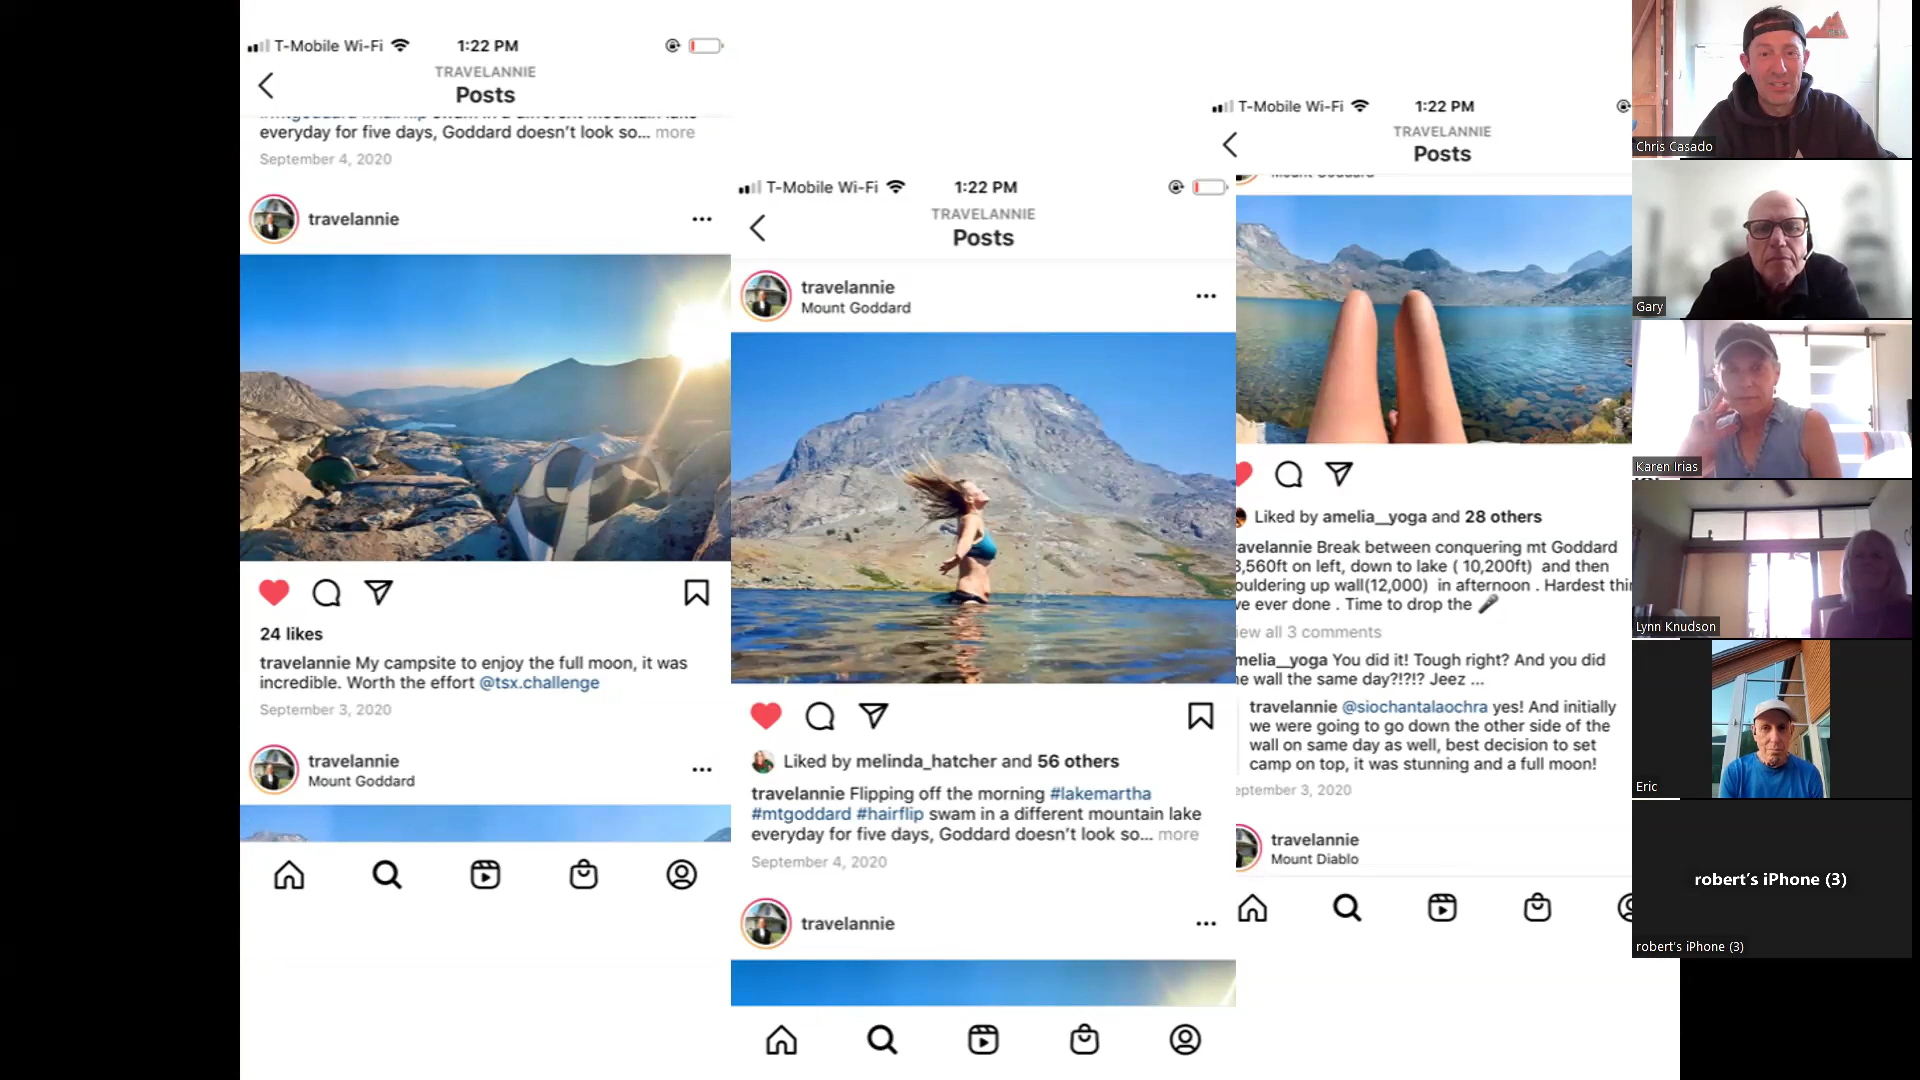 T-Mobile Wi-Fi 1:22 PM
TRAVELANNIE
Posts
everyday for five days, Goddard doesn't look so... more
September 4, 2020
travelannie
24 likes
travelannie My campsite to enjoy the full moon, it was
incredible. Worth the effort @tsx.challenge
September 3, 2020
travelannie
Mount Goddard
T-Mobile Wi-Fi 1:22 PM
TRAVELANNIE
Posts
travelannie
Mount Goddard
Liked by melinda_hatcher and 56 others
travelannie Flipping off the morning #lakemartha
#mtgoddard #hairflip swam in a different mountain lake
everyday for five days, Goddard doesn't look so... more
September 4, 2020
travelannie
T-Mobile Wi-Fi 1:22 PM
TRAVELANNIE
Posts
Mount Goddard
Liked by amelia__yoga and 28 others
avelannie Break between conquering mt Goddard
3,560ft on left, down to lake ( 10,200ft) and then
ouldering up wall(12,000) in afternoon . Hardest thin
ve ever done . Time to drop the 🎤
iew all 3 comments
melia__yoga You did it! Tough right? And you did
e wall the same day?!?!? Jeez ...
travelannie @siochantalaochra yes! And initially
we were going to go down the other side of the
wall on same day as well, best decision to set
camp on top, it was stunning and a full moon!
eptember 3, 2020
travelannie
Mount Diablo
Chris Casado
Gary
Karen Irias
Lynn Knudson
Eric
robert's iPhone (3)
robert's iPhone (3)